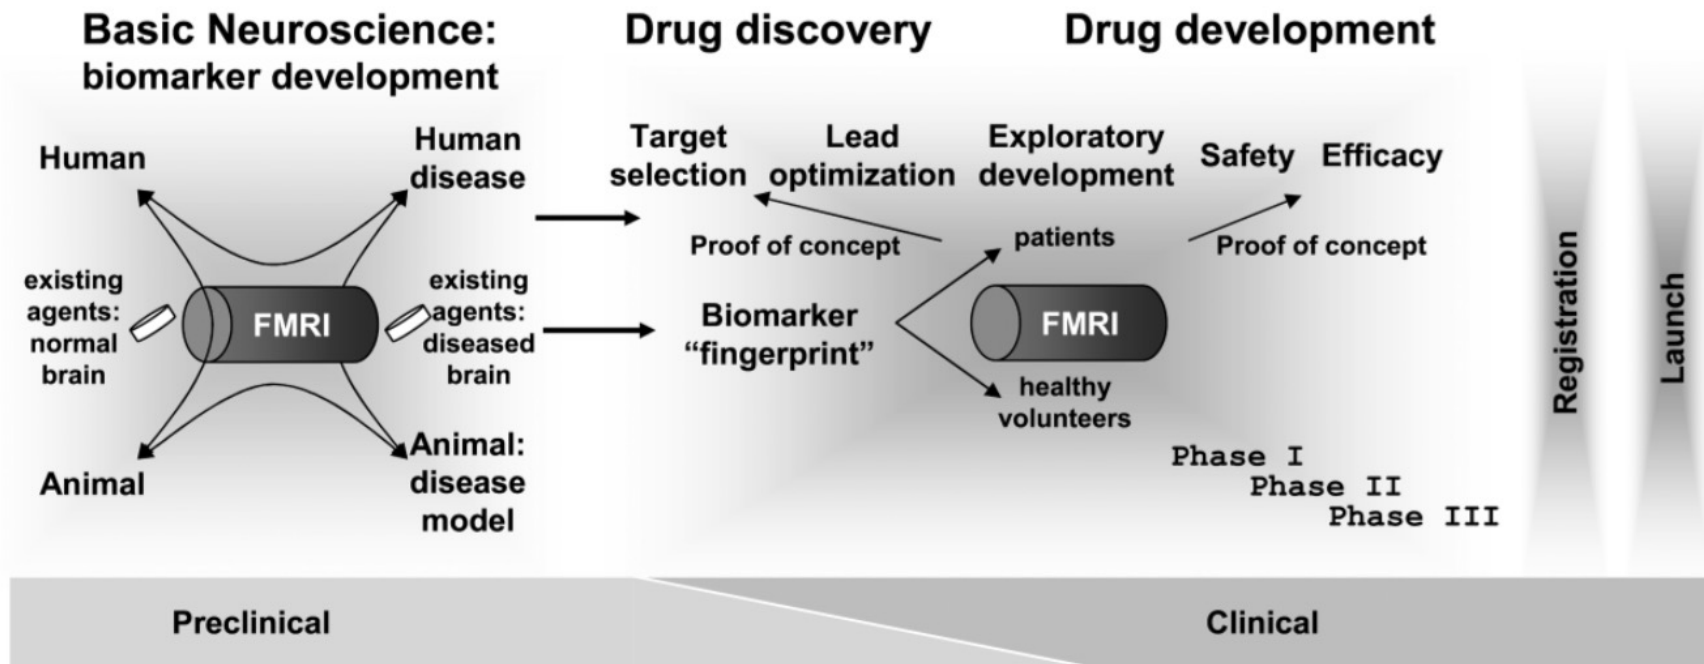 Basic Neuroscience:
biomarker development
Drug discovery
Drug development
Human
Human
disease
existing
agents:
normal
brain
FMRI
existing
agents:
diseased
brain
Animal
Animal:
disease
model
Target
selection
Lead
optimization
Exploratory
development
Safety
Efficacy
Proof of concept
patients
Proof of concept
Biomarker
“fingerprint”
FMRI
healthy
volunteers
Phase I
Phase II
Phase III
Registration
Launch
Preclinical
Clinical